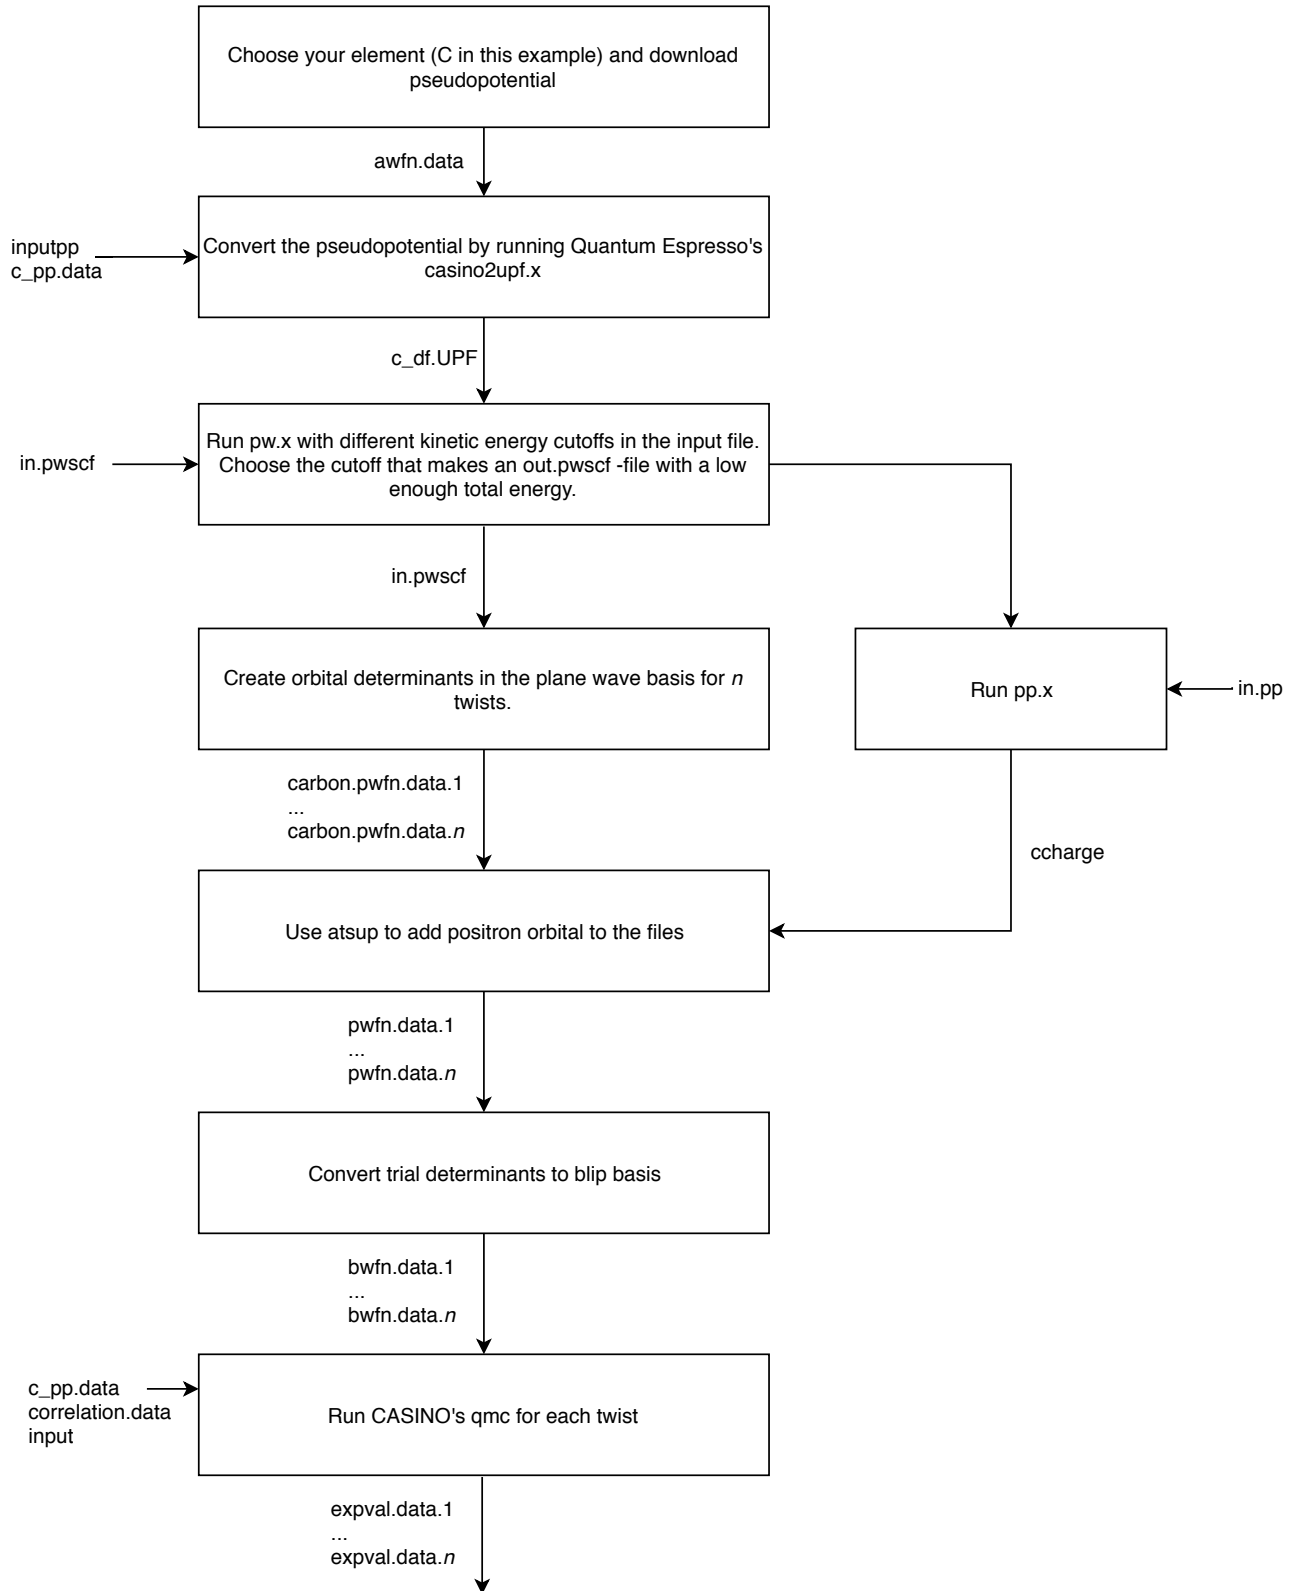 Choose your element (C in this example) and download
pseudopotential
awfn.data
inputpp
c_pp.data
Convert the pseudopotential by running Quantum Espresso's
casino2upf.x
c_df.UPF
in.pwscf
Run pw.x with different kinetic energy cutoffs in the input file.
Choose the cutoff that makes an out.pwscf -file with a low
enough total energy.
in.pwscf
Create orbital determinants in the plane wave basis for n
twists.
Run pp.x
in.pp
carbon.pwfn.data.1
...
carbon.pwfn.data.n
ccharge
Use atsup to add positron orbital to the files
pwfn.data.1
...
pwfn.data.n
Convert trial determinants to blip basis
bwfn.data.1
...
bwfn.data.n
c_pp.data
correlation.data
input
Run CASINO's qmc for each twist
expval.data.1
...
expval.data.n